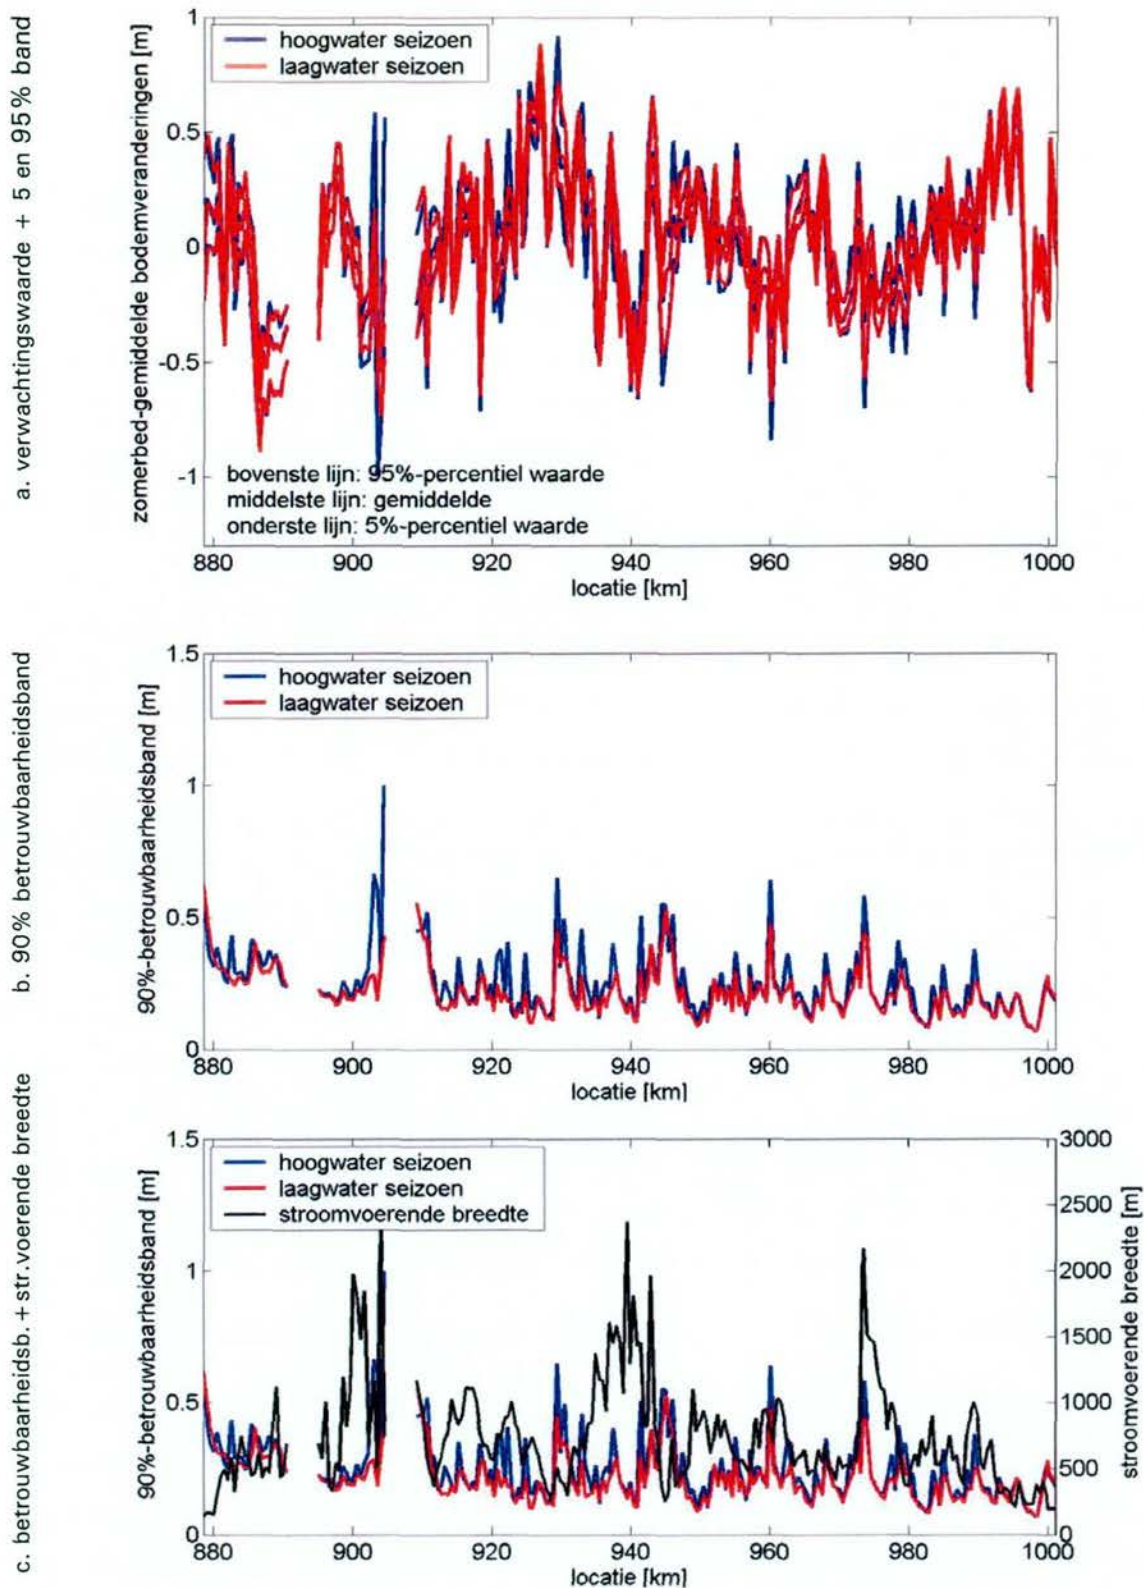 a. verwachtingswaarde + 5 en 95% band
zomerbed-gemiddelde bodemveranderingen [m]
hoogwater seizoen
laagwater seizoen
1
0.5
0
-0.5
-1
bovenste lijn: 95%-percentiel waarde
middelste lijn: gemiddelde
onderste lijn: 5%-percentiel waarde
880 900 920 940 960 980 1000
locatie [km]
b. 90% betrouwbaarheidsband
90%-betrouwbaarheidsband [m]
hoogwater seizoen
laagwater seizoen
1.5
1
0.5
0
880 900 920 940 960 980 1000
locatie [km]
c. betrouwbaarheidsb. + str.voerende breedte
90%-betrouwbaarheidsband [m]
hoogwater seizoen
laagwater seizoen
stroomvoerende breedte
1.5
1
0.5
0
3000
2500
2000
1500
1000
500
0
stroomvoerende breedte [m]
880 900 920 940 960 980 1000
locatie [km]